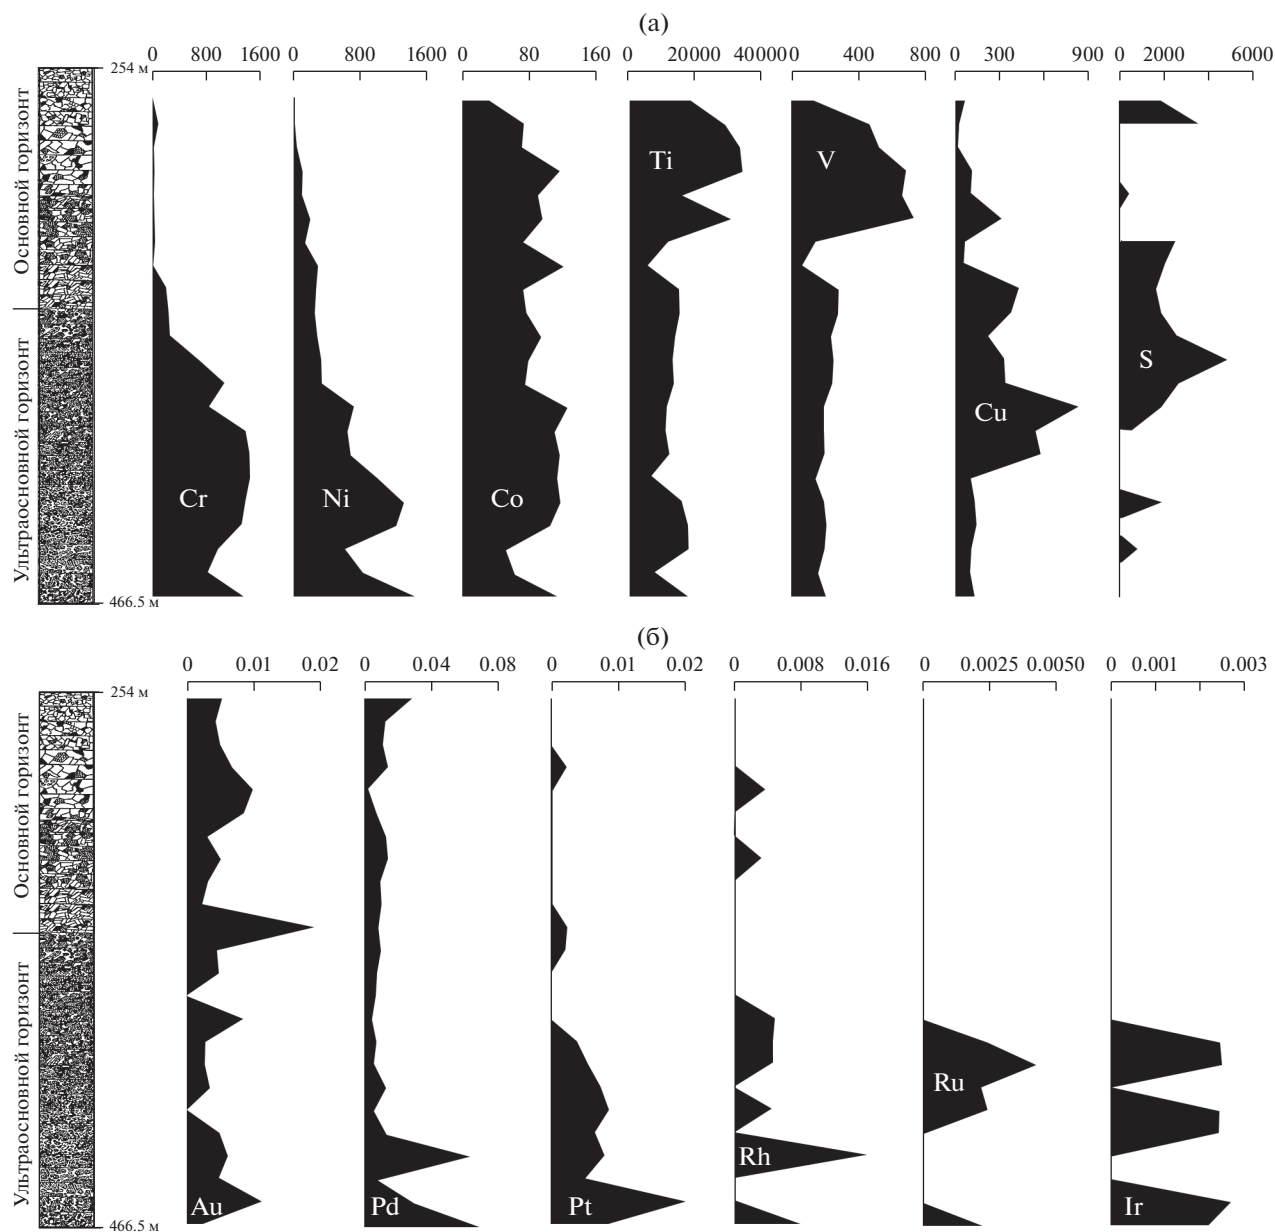 (а)
0 800 1600 0 800 1600 0 80 160 0 20000 400000 0 400 800 0 300 900 0 2000 6000
254 м
Основной горизонт
Ультраосновной горизонт
Ti V
S
Cu
Cr Ni Co
466.5 м
(б)
0 0.01 0.02 0 0.04 0.08 0 0.01 0.02 0 0.008 0.016 0 0.0025 0.0050 0 0.001 0.003
254 м
Основной горизонт
Ультраосновной горизонт
Ru
Rh
Au Pd Pt Ir
466.5 м